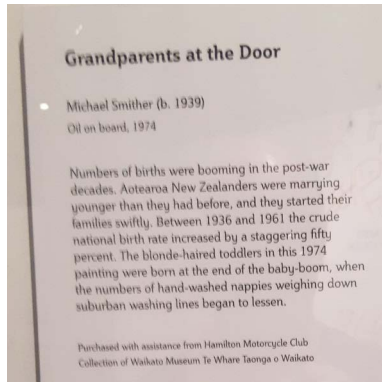 Grandparents at the Door
Michael Smither (b. 1939)
Oil on board, 1974
Numbers of births were booming in the post-war
decades. Aotearoa New Zealanders were marrying
younger than they had before, and they started their
families swiftly. Between 1936 and 1961 the crude
national birth rate increased by a staggering fifty
percent. The blonde-haired toddlers in this 1974
painting were born at the end of the baby-boom, when
the numbers of hand-washed nappies weighing down
suburban washing lines began to lessen.
Purchased with assistance from Hamilton Motorcycle Club
Collection of Waikato Museum Te Whare Taonga o Waikato